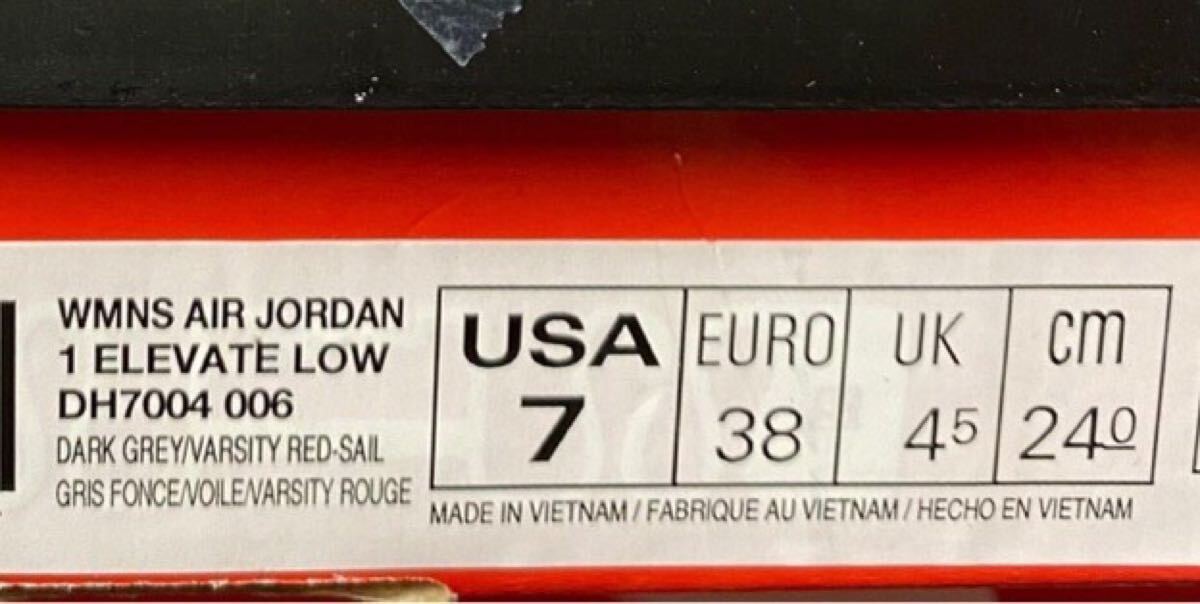 WMNS AIR JORDAN
1 ELEVATE LOW
DH7004 006
DARK GREY/VARSITY RED-SAIL
GRIS FONCE/VOILE/VARSITY ROUGE
USA EURO UK cm
7 38 45 240
MADE IN VIETNAM / FABRIQUE AU VIETNAM / HECHO EN VIETNAM